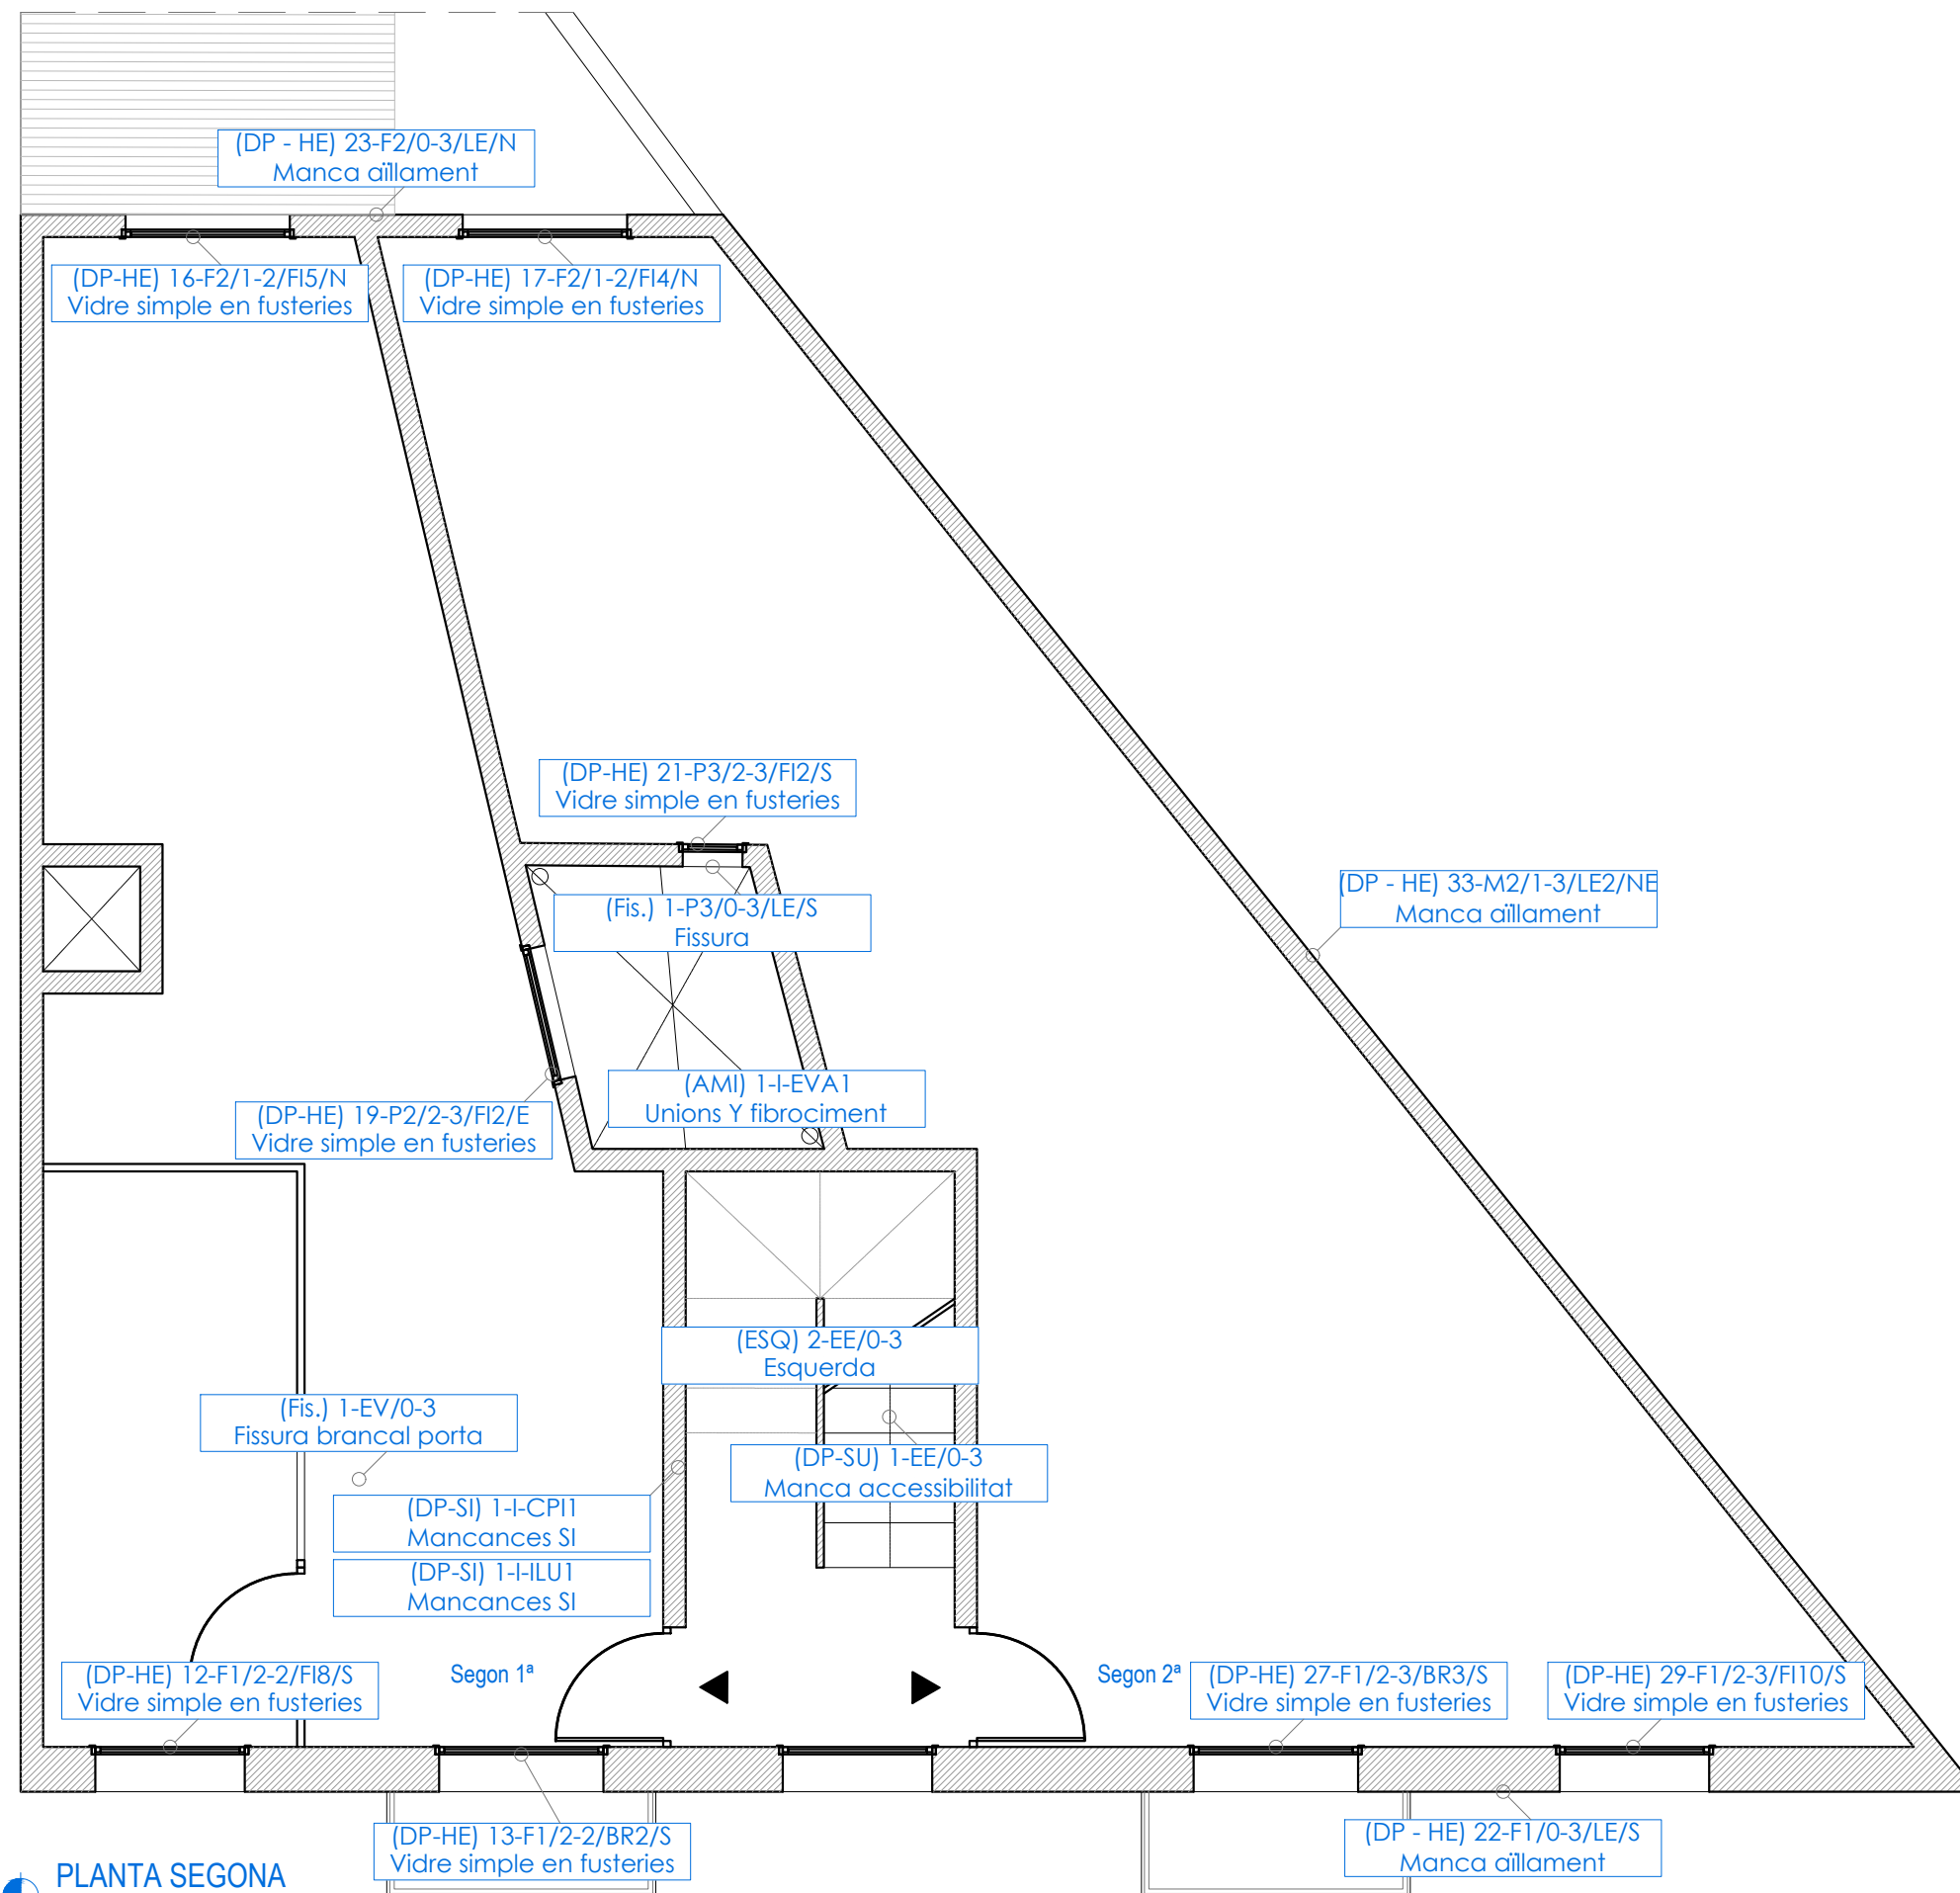 (DP - HE) 23-F2/0-3/LE/N
Manca aïllament
(DP-HE) 16-F2/1-2/FI5/N
Vidre simple en fusteries
(DP-HE) 17-F2/1-2/FI4/N
Vidre simple en fusteries
(DP-HE) 21-P3/2-3/FI2/S
Vidre simple en fusteries
(Fis.) 1-P3/0-3/LE/S
Fissura
(DP - HE) 33-M2/1-3/LE2/NE
Manca aïllament
(AMI) 1-I-EVA1
Unions Y fibrociment
(DP-HE) 19-P2/2-3/FI2/E
Vidre simple en fusteries
(ESQ) 2-EE/0-3
Esquerda
(Fis.) 1-EV/0-3
Fissura brancal porta
(DP-SU) 1-EE/0-3
Manca accessibilitat
(DP-SI) 1-I-CPI1
Mancances SI
(DP-SI) 1-I-ILU1
Mancances SI
(DP-HE) 12-F1/2-2/FI8/S
Vidre simple en fusteries
Segon 1ª
Segon 2ª
(DP-HE) 27-F1/2-3/BR3/S
Vidre simple en fusteries
(DP-HE) 29-F1/2-3/FI10/S
Vidre simple en fusteries
(DP-HE) 13-F1/2-2/BR2/S
Vidre simple en fusteries
(DP - HE) 22-F1/0-3/LE/S
Manca aïllament
PLANTA SEGONA